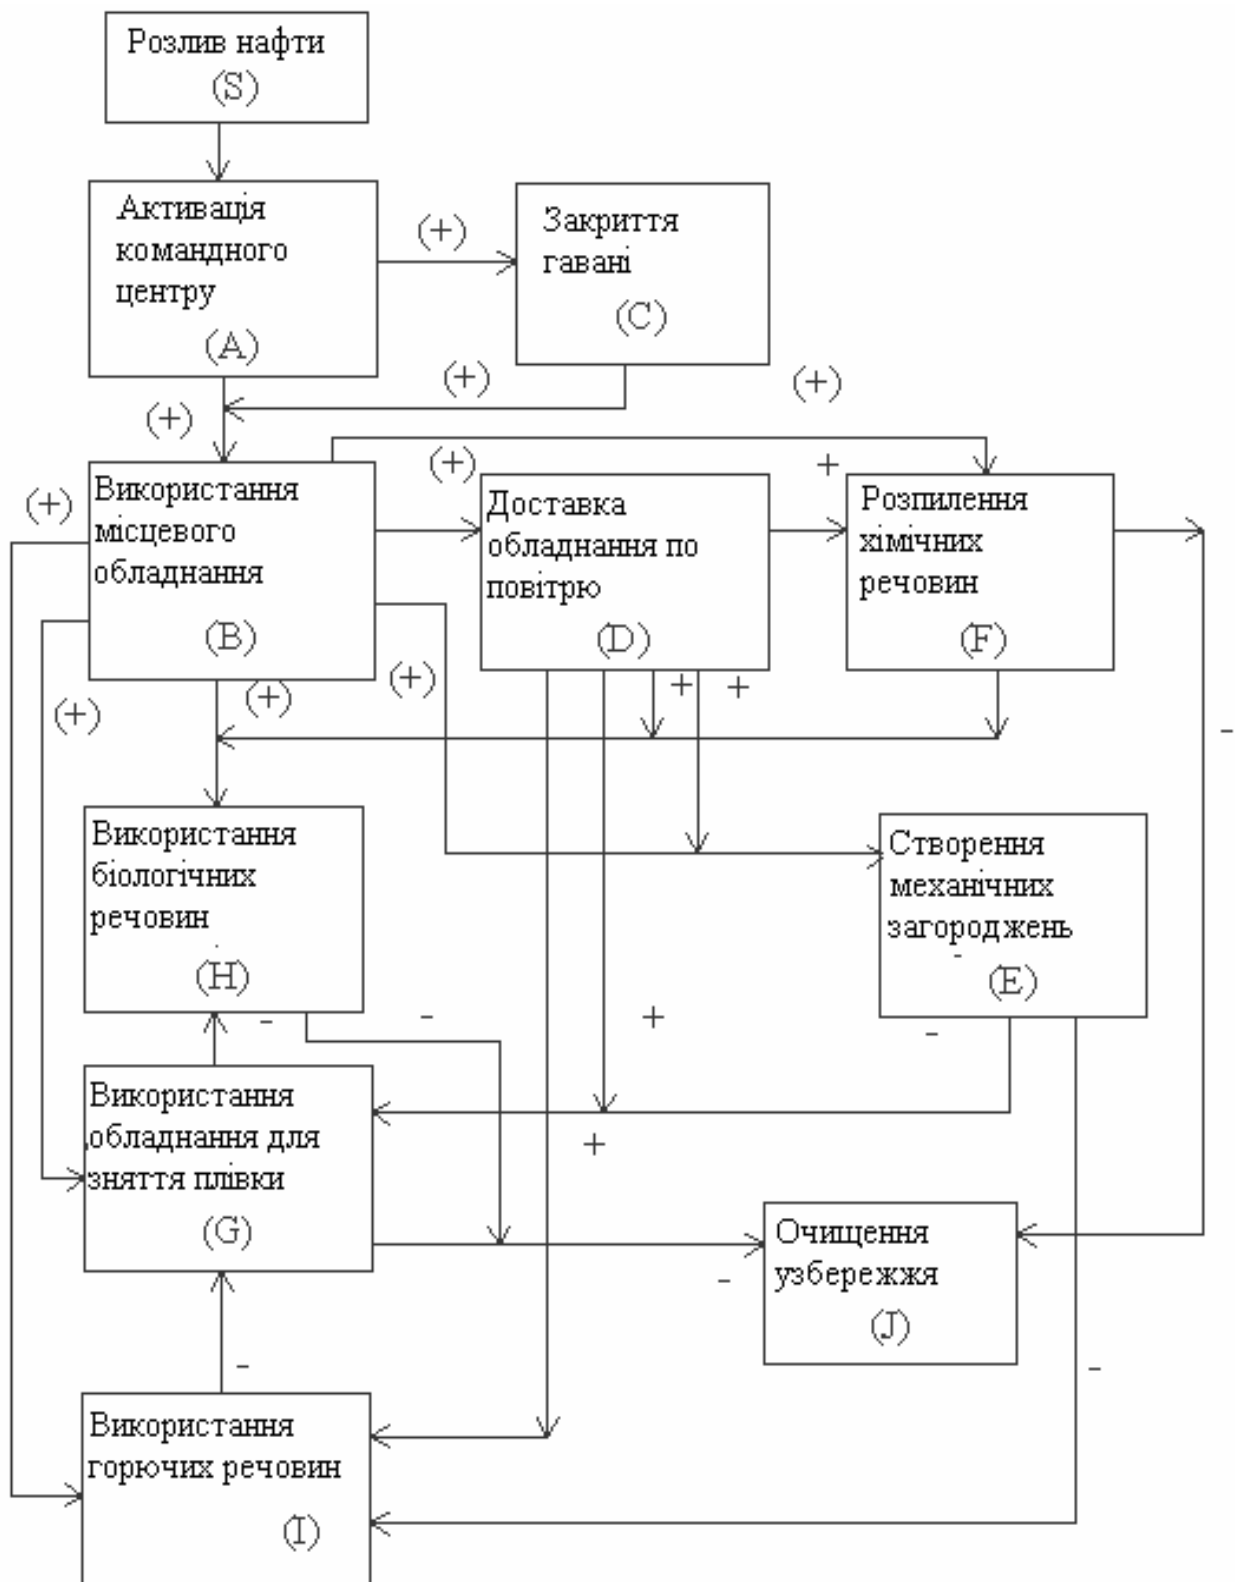 Розлив нафти
(S)
Активація
командного
центру
(A)
(+)
Закриття
гавані
(C)
(+)
(+)
(+)
(+)
(+)
Використання
місцевого
обладнання
(B)
(+)
Доставка
обладнання по
повітрю
(D)
+
Розпилення
хімічних
речовин
(F)
(+)
(+)
(+)
+
+
-
Використання
біологічних
речовин
(H)
Створення
механічних
загороджень
(E)
-
-
+
-
Використання
обладнання для
зняття плівки
(G)
+
-
Очищення
узбережжя
(J)
-
-
Використання
горючих речовин
(I)